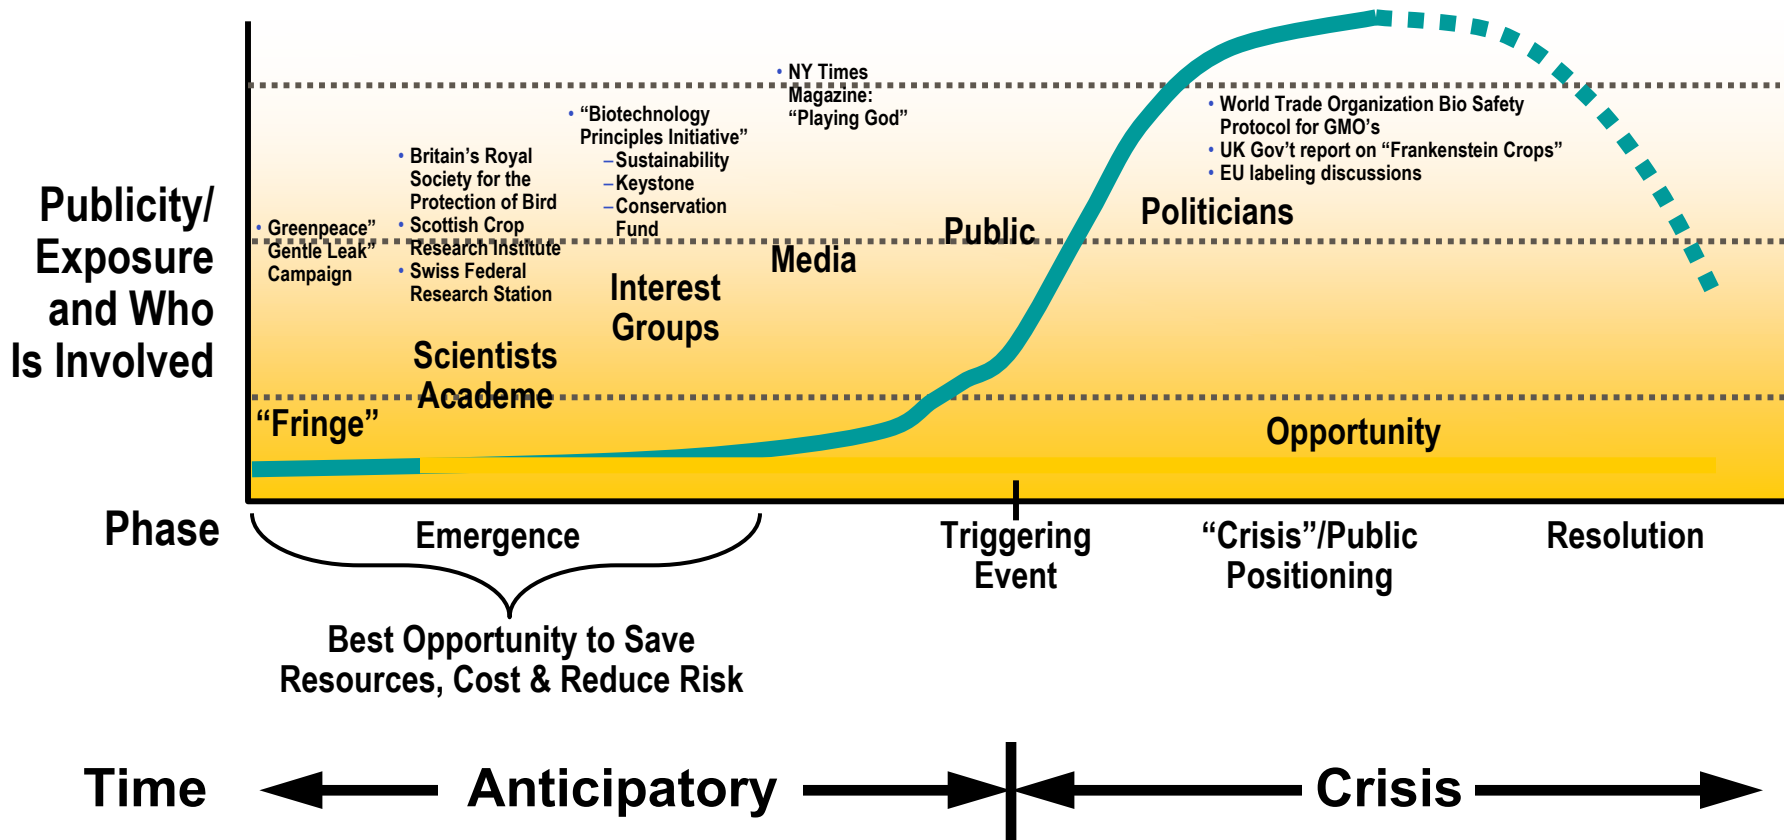 Publicity/
Exposure
and Who
Is Involved
• Greenpeace”
Gentle Leak”
Campaign
“Fringe”
• Britain’s Royal
Society for the
Protection of Bird
• Scottish Crop
Research Institute
• Swiss Federal
Research Station
Scientists
Academe
• “Biotechnology
Principles Initiative”
–Sustainability
–Keystone
–Conservation
Fund
Interest
Groups
• NY Times
Magazine:
“Playing God”
Media
Public
• World Trade Organization Bio Safety
Protocol for GMO’s
• UK Gov’t report on “Frankenstein Crops”
• EU labeling discussions
Politicians
Opportunity
Phase
Emergence
Triggering
Event
“Crisis”/Public
Positioning
Resolution
Best Opportunity to Save
Resources, Cost & Reduce Risk
Time
Anticipatory
Crisis